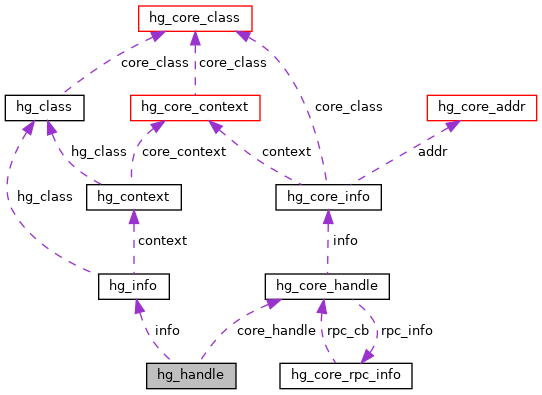 hg_core_class
core_class
core_class
hg_class
hg_core_context
core_class
hg_core_addr
hg_class
core_context
context
addr
hg_class
hg_context
hg_core_info
context
info
hg_info
hg_core_handle
info
core_handle
rpc_cb
rpc_info
hg_handle
hg_core_rpc_info